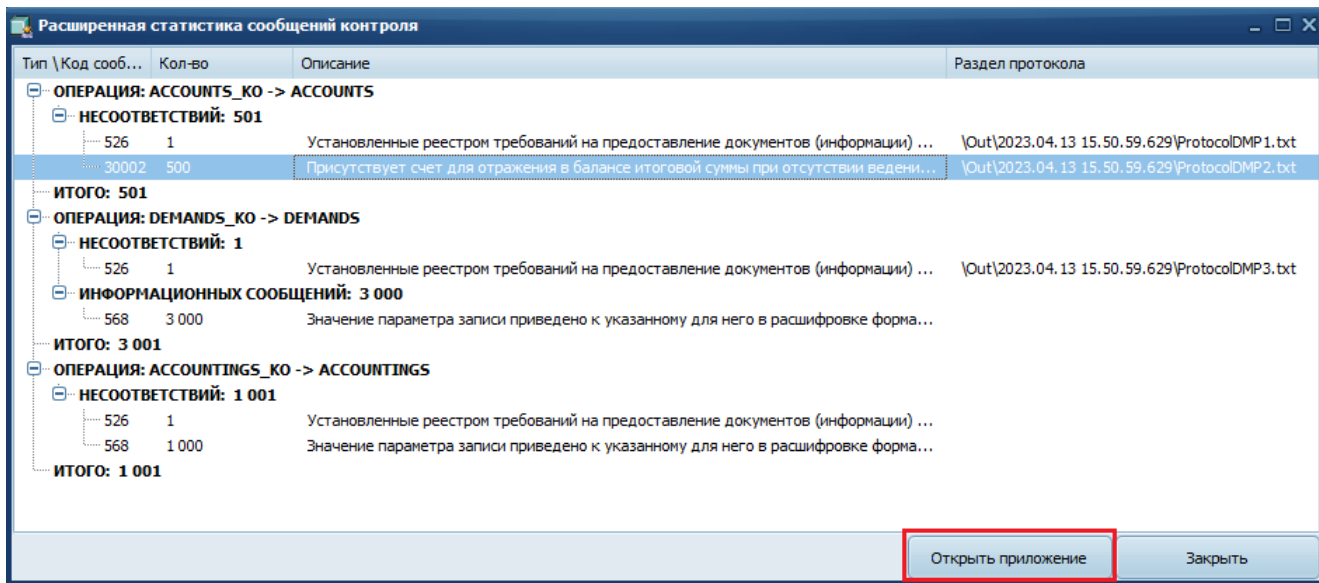 Расширенная статистика сообщений контроля
Тип \ Код сооб... Кол-во Описание Раздел протокола
ОПЕРАЦИЯ: ACCOUNTS_KO -> ACCOUNTS
НЕСООТВЕТСТВИЙ: 501
526 1 Установленные реестром требований на предоставление документов (информации) ... \Out\2023.04.13 15.50.59.629\ProtocolDMP1.txt
30002 500 Присутствует счет для отражения в балансе итоговой суммы при отсутствии ведени... \Out\2023.04.13 15.50.59.629\ProtocolDMP2.txt
ИТОГО: 501
ОПЕРАЦИЯ: DEMANDS_KO -> DEMANDS
НЕСООТВЕТСТВИЙ: 1
526 1 Установленные реестром требований на предоставление документов (информации) ... \Out\2023.04.13 15.50.59.629\ProtocolDMP3.txt
ИНФОРМАЦИОННЫХ СООБЩЕНИЙ: 3 000
568 3 000 Значение параметра записи приведено к указанному для него в расшифровке форма...
ИТОГО: 3 001
ОПЕРАЦИЯ: ACCOUNTINGS_KO -> ACCOUNTINGS
НЕСООТВЕТСТВИЙ: 1 001
526 1 Установленные реестром требований на предоставление документов (информации) ...
568 1 000 Значение параметра записи приведено к указанному для него в расшифровке форма...
ИТОГО: 1 001
Открыть приложение Закрыть